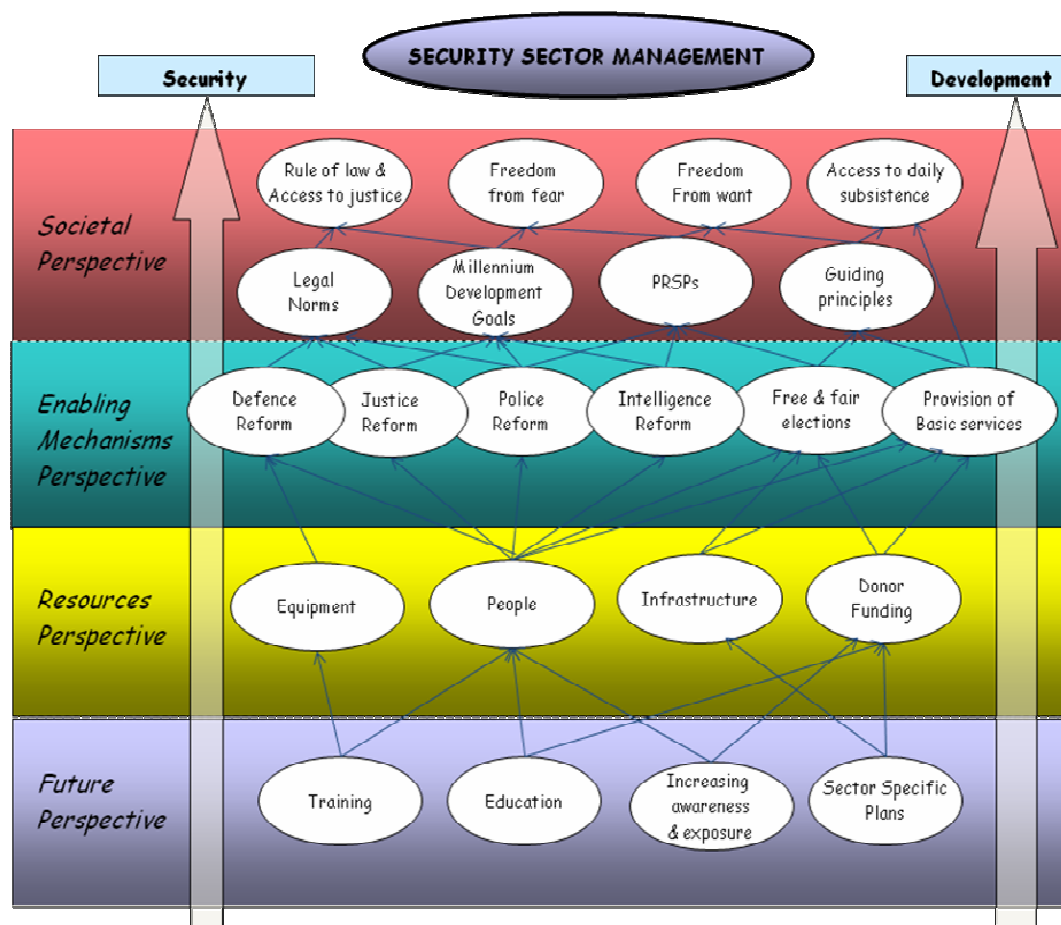 SECURITY SECTOR MANAGEMENT
Security
Development
Societal
Perspective
Rule of law &
Access to justice
Freedom
from fear
Freedom
From want
Access to daily
subsistence
Legal
Norms
Millennium
Development
Goals
PRSPs
Guiding
principles
Enabling
Mechanisms
Perspective
Defence
Reform
Justice
Reform
Police
Reform
Intelligence
Reform
Free & fair
elections
Provision of
Basic services
Resources
Perspective
Equipment
People
Infrastructure
Donor
Funding
Future
Perspective
Training
Education
Increasing
awareness
& exposure
Sector Specific
Plans